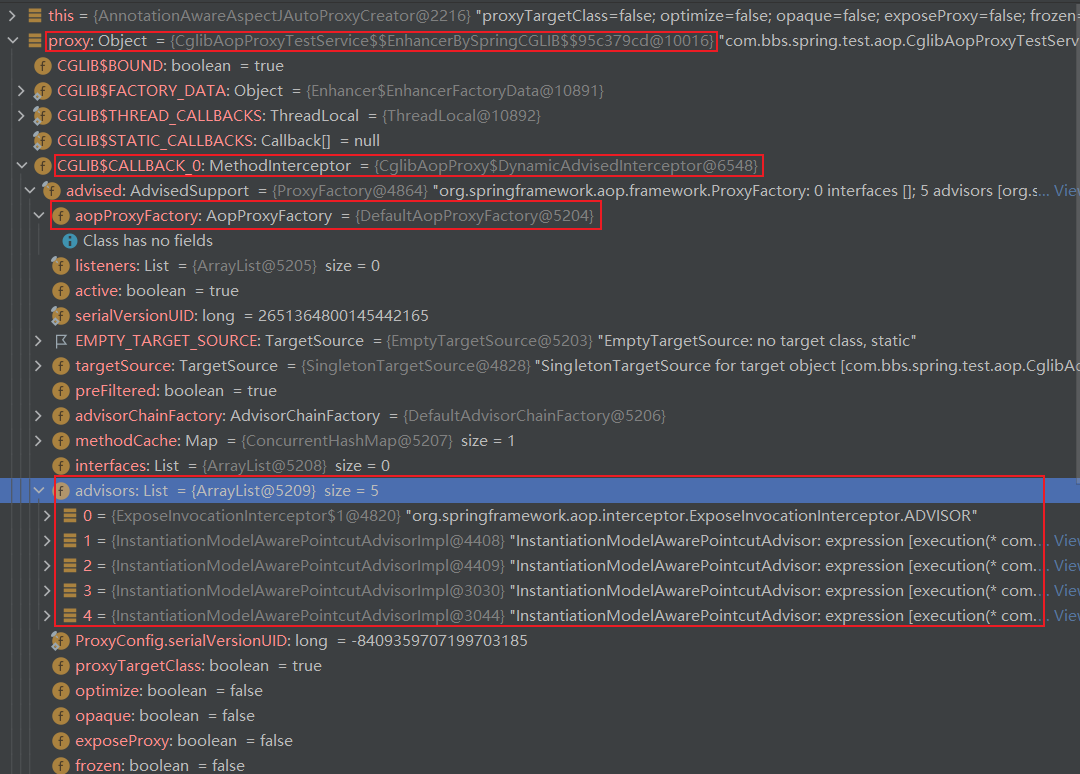 this = {AnnotationAwareAspectJAutoProxyCreator@2216} "proxyTargetClass=false; optimize=false; opaque=false; exposeProxy=false; frozen
proxy: Object = {CglibAopProxyTestService$$EnhancerBySpringCGLIB$$95c379cd@10016} "com.bbs.spring.test.aop.CglibAopProxyTestServ
CGLIB$BOUND: boolean = true
CGLIB$FACTORY_DATA: Object = {Enhancer$EnhancerFactoryData@10891}
CGLIB$THREAD_CALLBACKS: ThreadLocal = {ThreadLocal@10892}
CGLIB$STATIC_CALLBACKS: Callback[] = null
CGLIB$CALLBACK_0: MethodInterceptor = {CglibAopProxy$DynamicAdvisedInterceptor@6548}
advised: AdvisedSupport = {ProxyFactory@4864} "org.springframework.aop.framework.ProxyFactory: 0 interfaces []; 5 advisors [org.s... View
aopProxyFactory: AopProxyFactory = {DefaultAopProxyFactory@5204}
Class has no fields
listeners: List = {ArrayList@5205} size = 0
active: boolean = true
serialVersionUID: long = 2651364800145442165
EMPTY_TARGET_SOURCE: TargetSource = {EmptyTargetSource@5203} "EmptyTargetSource: no target class, static"
targetSource: TargetSource = {SingletonTargetSource@4828} "SingletonTargetSource for target object [com.bbs.spring.test.aop.CglibAo
preFiltered: boolean = true
advisorChainFactory: AdvisorChainFactory = {DefaultAdvisorChainFactory@5206}
methodCache: Map = {ConcurrentHashMap@5207} size = 1
interfaces: List = {ArrayList@5208} size = 0
advisors: List = {ArrayList@5209} size = 5
0 = {ExposeInvocationInterceptor$1@4820} "org.springframework.aop.interceptor.ExposeInvocationInterceptor.ADVISOR"
1 = {InstantiationModelAwarePointcutAdvisorImpl@4408} "InstantiationModelAwarePointcutAdvisor: expression [execution(* com... View
2 = {InstantiationModelAwarePointcutAdvisorImpl@4409} "InstantiationModelAwarePointcutAdvisor: expression [execution(* com... View
3 = {InstantiationModelAwarePointcutAdvisorImpl@3030} "InstantiationModelAwarePointcutAdvisor: expression [execution(* com... View
4 = {InstantiationModelAwarePointcutAdvisorImpl@3044} "InstantiationModelAwarePointcutAdvisor: expression [execution(* com... View
ProxyConfig.serialVersionUID: long = -8409359707199703185
proxyTargetClass: boolean = true
optimize: boolean = false
opaque: boolean = false
exposeProxy: boolean = false
frozen: boolean = false